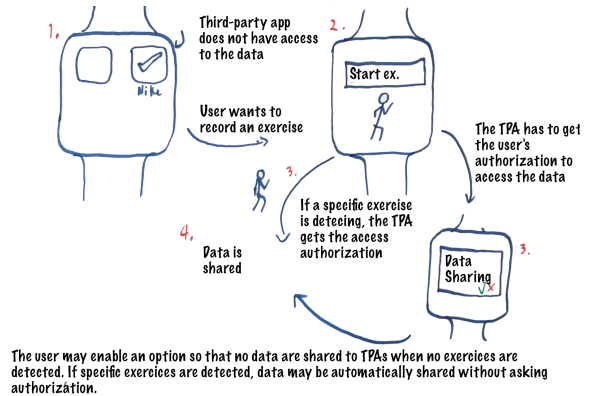 1.
Third-party app
does not have access
to the data
Nike
User wants to
record an exercise
2.
Start ex.
The TPA has to get
the user's
authorization to
access the data
3.
If a specific exercise
is detecing, the TPA
gets the access
authorization
3.
Data
Sharing
4.
Data is
shared
The user may enable an option so that no data are shared to TPAs when no exercices are
detected. If specific exercices are detected, data may be automatically shared without asking
authorization.